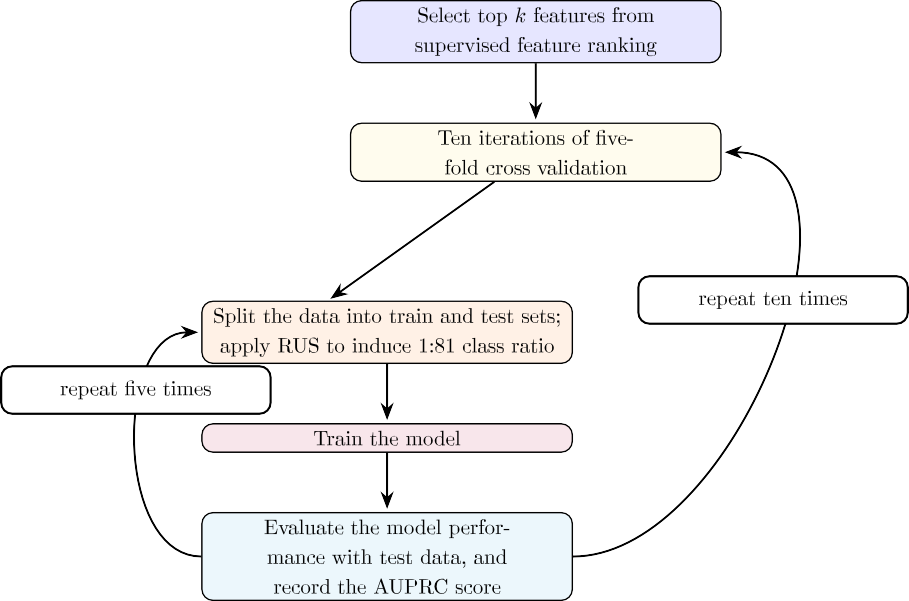 Select top k features from
supervised feature ranking
Ten iterations of five-
fold cross validation
repeat ten times
Split the data into train and test sets;
apply RUS to induce 1:81 class ratio
repeat five times
Train the model
Evaluate the model perfor-
mance with test data, and
record the AUPRC score